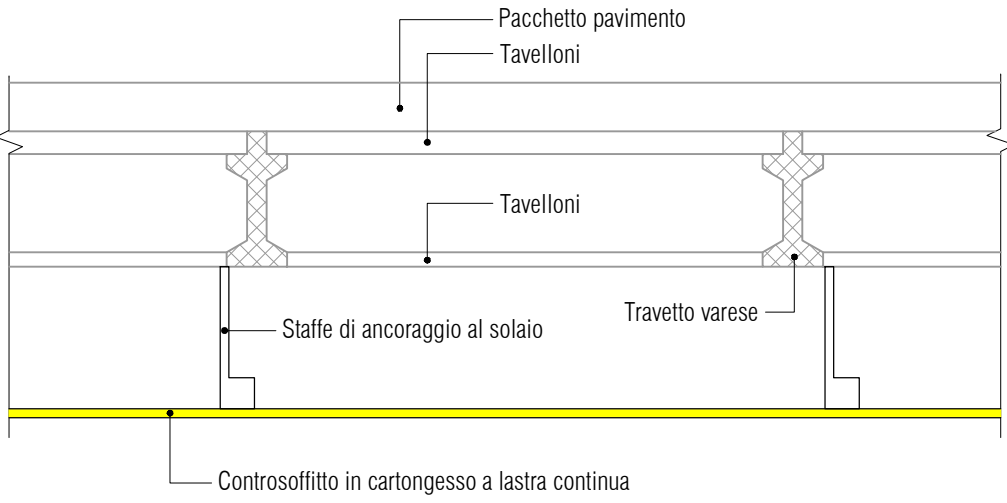 Pacchetto pavimento
Tavelloni
Tavelloni
Travetto varese
Staffe di ancoraggio al solaio
Controsoffitto in cartongesso a lastra continua